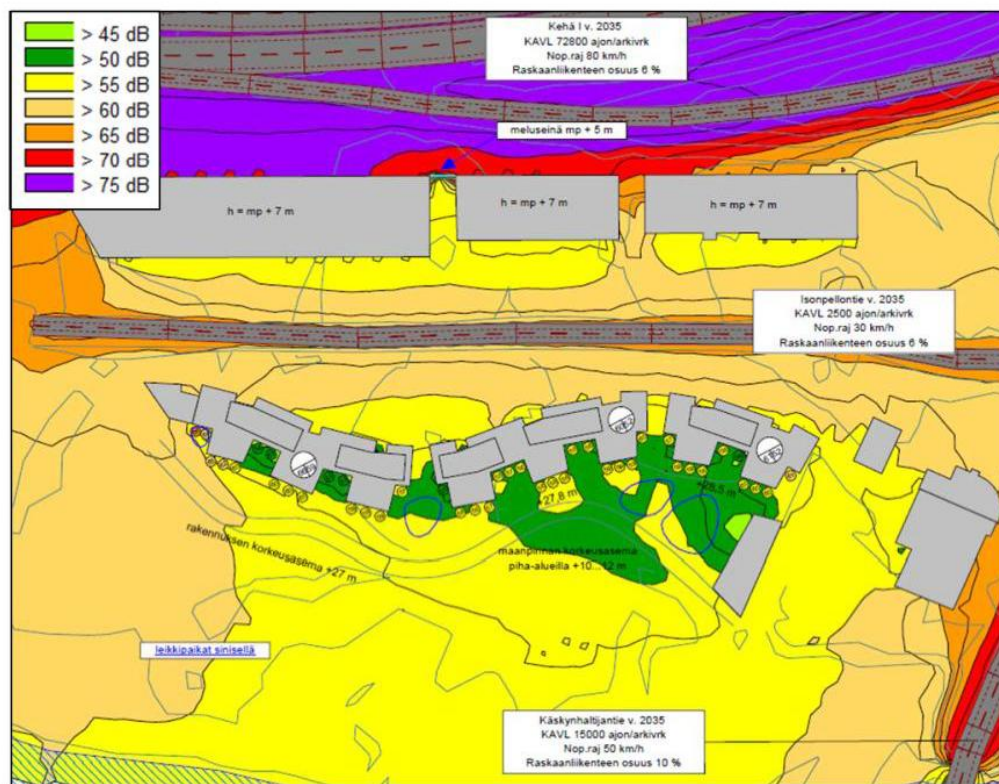 > 45 dB
> 50 dB
> 55 dB
> 60 dB
> 65 dB
> 70 dB
> 75 dB
Kehä I v. 2035
KAVL 72800 ajon/arkivrk
Nop.raj 80 km/h
Raskaanliikenteen osuus 6 %
meluseinä mp + 5 m
h = mp + 7 m
h = mp + 7 m
h = mp + 7 m
Isonpellontie v. 2035
KAVL 2500 ajon/arkivrk
Nop.raj 30 km/h
Raskaanliikenteen osuus 6 %
+28,5 m
+27,8 m
rakennuksen korkeusasema +27 m
maanpinnan korkeusasema
piha-alueilla +10...12 m
leikkipaikat sinisellä
Käskynhaltijantie v. 2035
KAVL 15000 ajon/arkivrk
Nop.raj 50 km/h
Raskaanliikenteen osuus 10 %